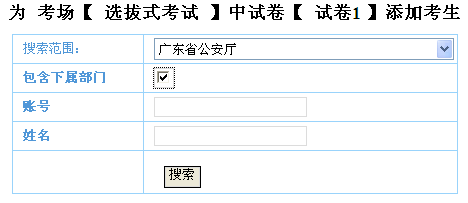 为 考场【 选拔式考试 】中试卷【 试卷1 】添加考生
搜索范围： 广东省公安厅
包含下属部门
账号
姓名
搜索